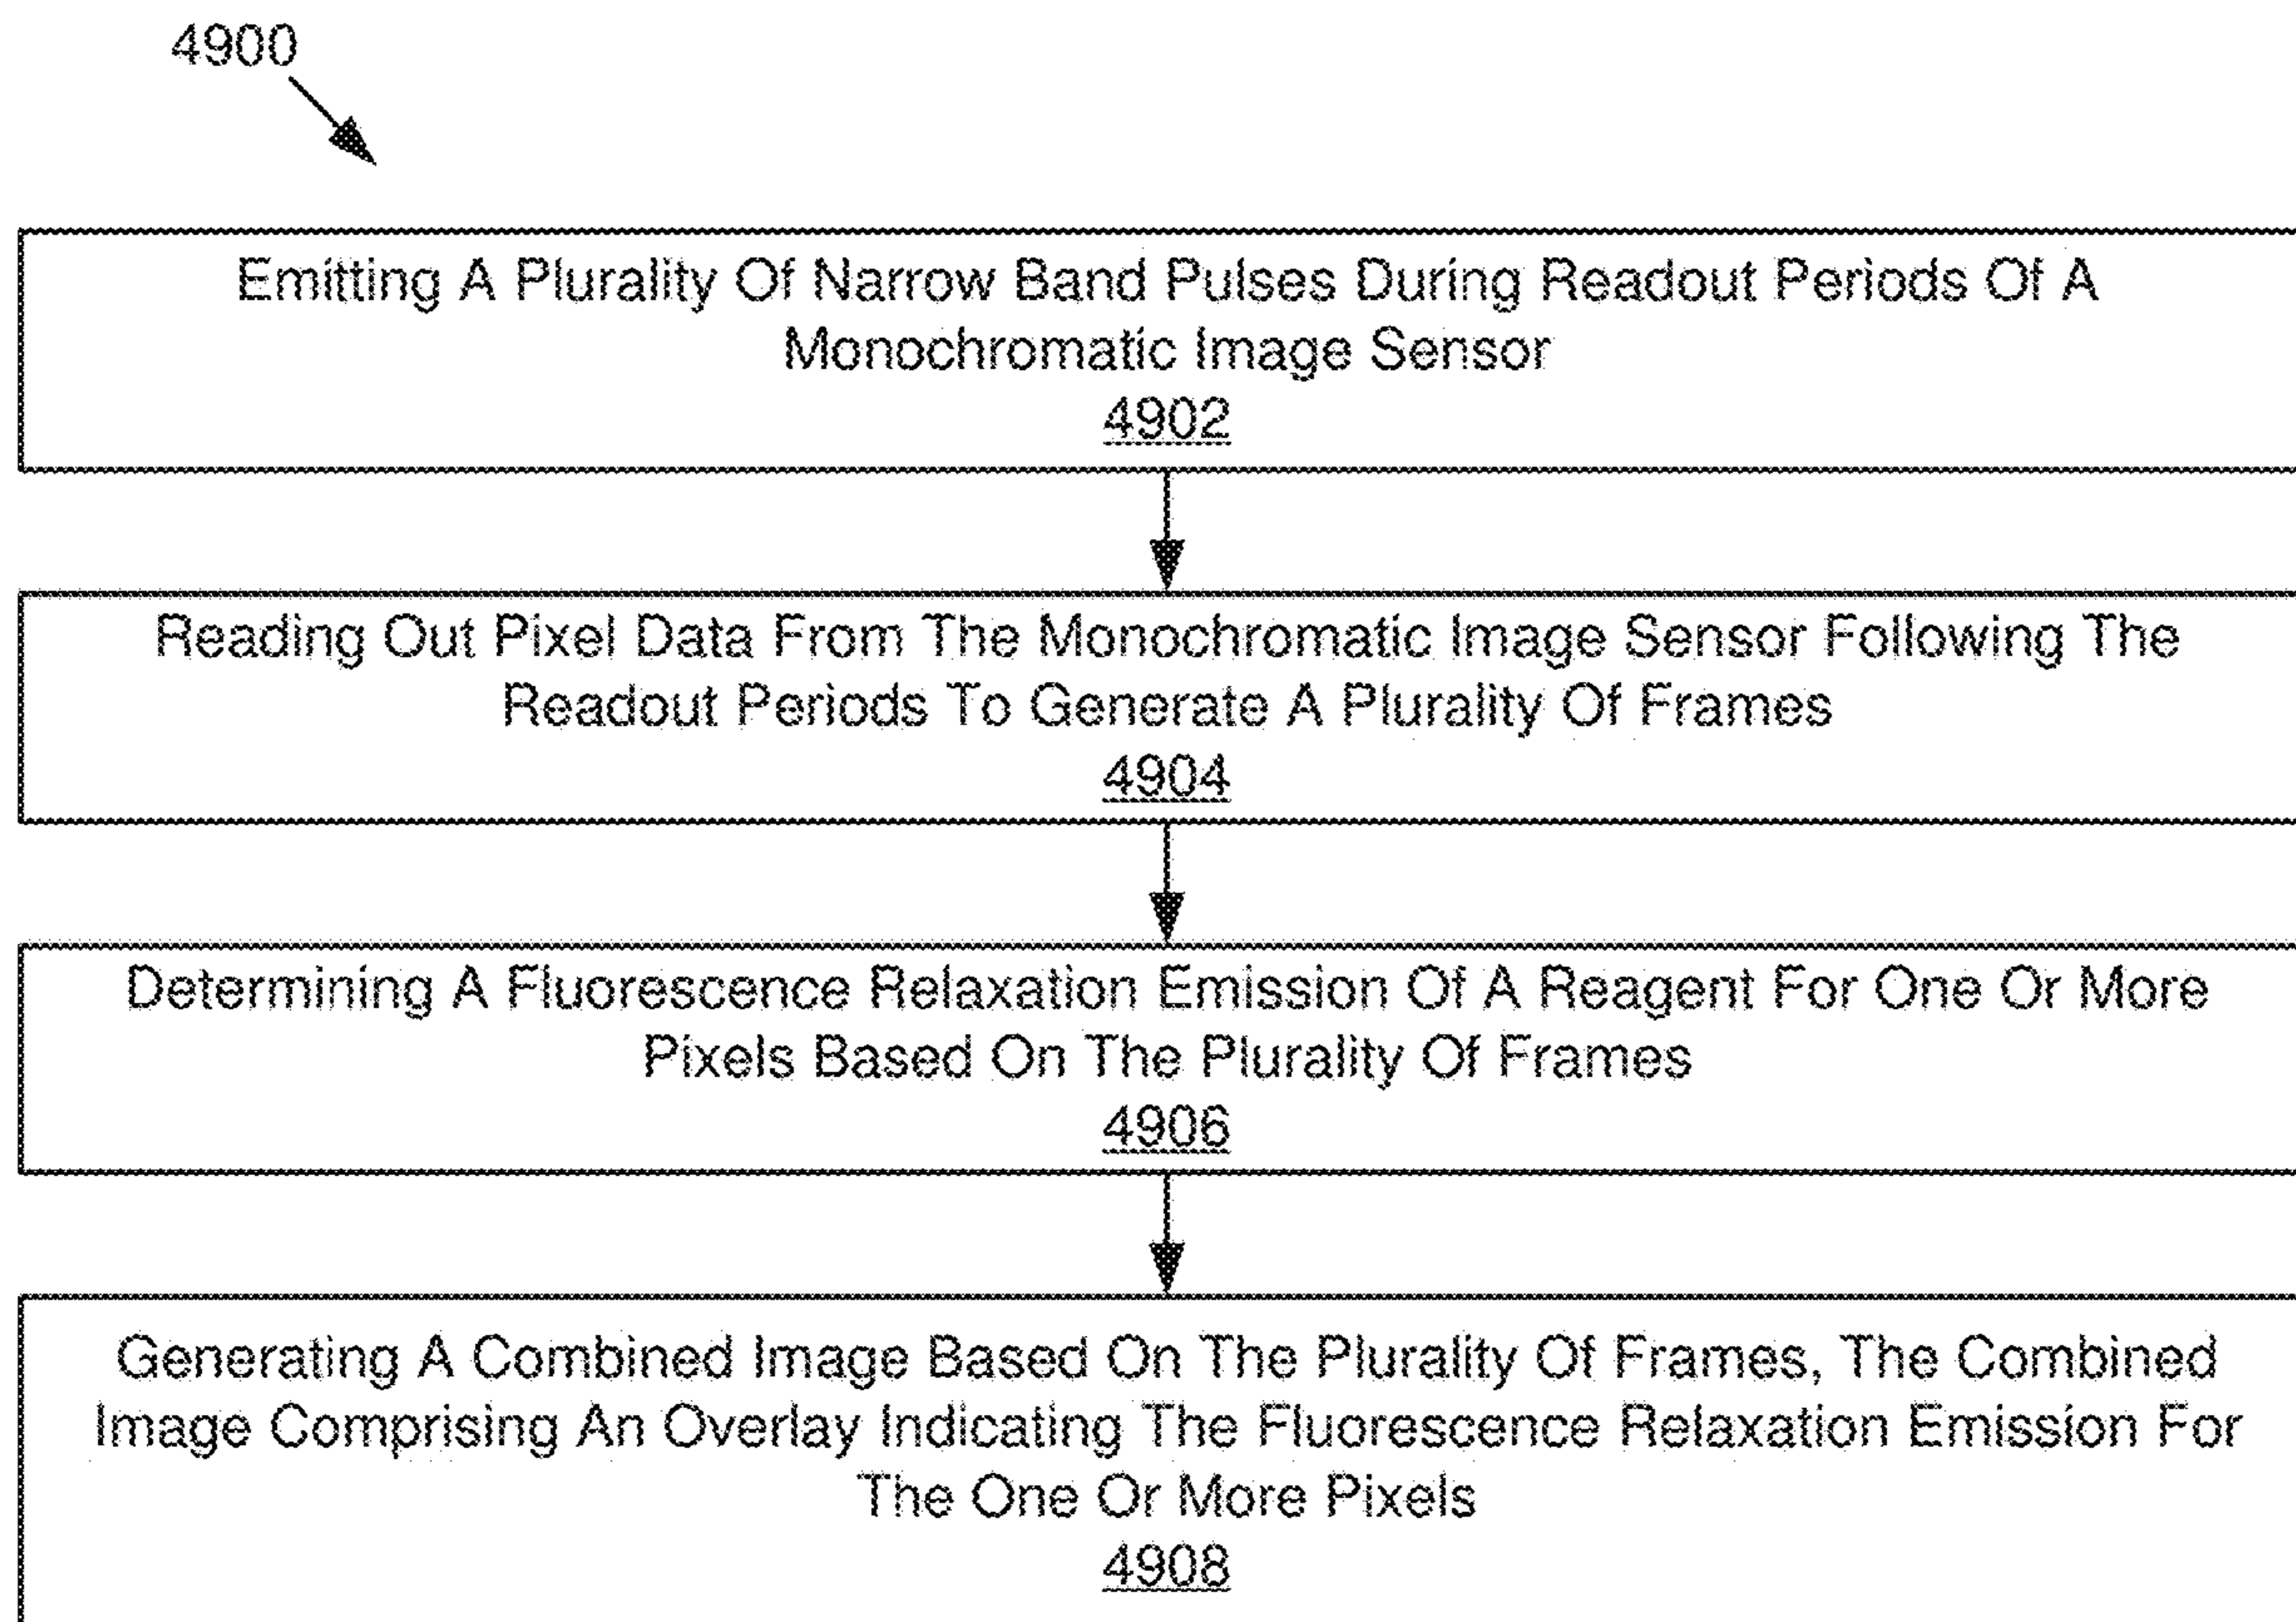 4900
Emitting A Plurality Of Narrow Band Pulses During Readout Periods Of A
Monochromatic Image Sensor
4902
Reading Out Pixel Data From The Monochromatic Image Sensor Following The
Readout Periods To Generate A Plurality Of Frames
4904
Determining A Fluorescence Relaxation Emission Of A Reagent For One Or More
Pixels Based On The Plurality Of Frames
4906
Generating A Combined Image Based On The Plurality Of Frames, The Combined
Image Comprising An Overlay Indicating The Fluorescence Relaxation Emission For
The One Or More Pixels
4908